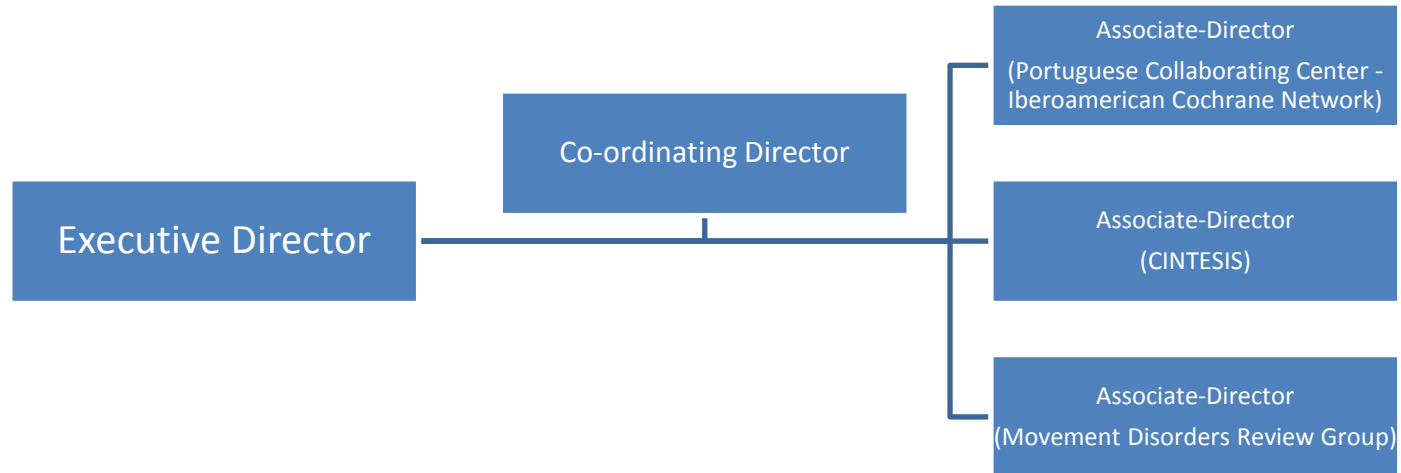 Executive Director
Co-ordinating Director
Associate-Director
(Portuguese Collaborating Center -
Iberoamerican Cochrane Network)
Associate-Director
(CINTESIS)
Associate-Director
(Movement Disorders Review Group)